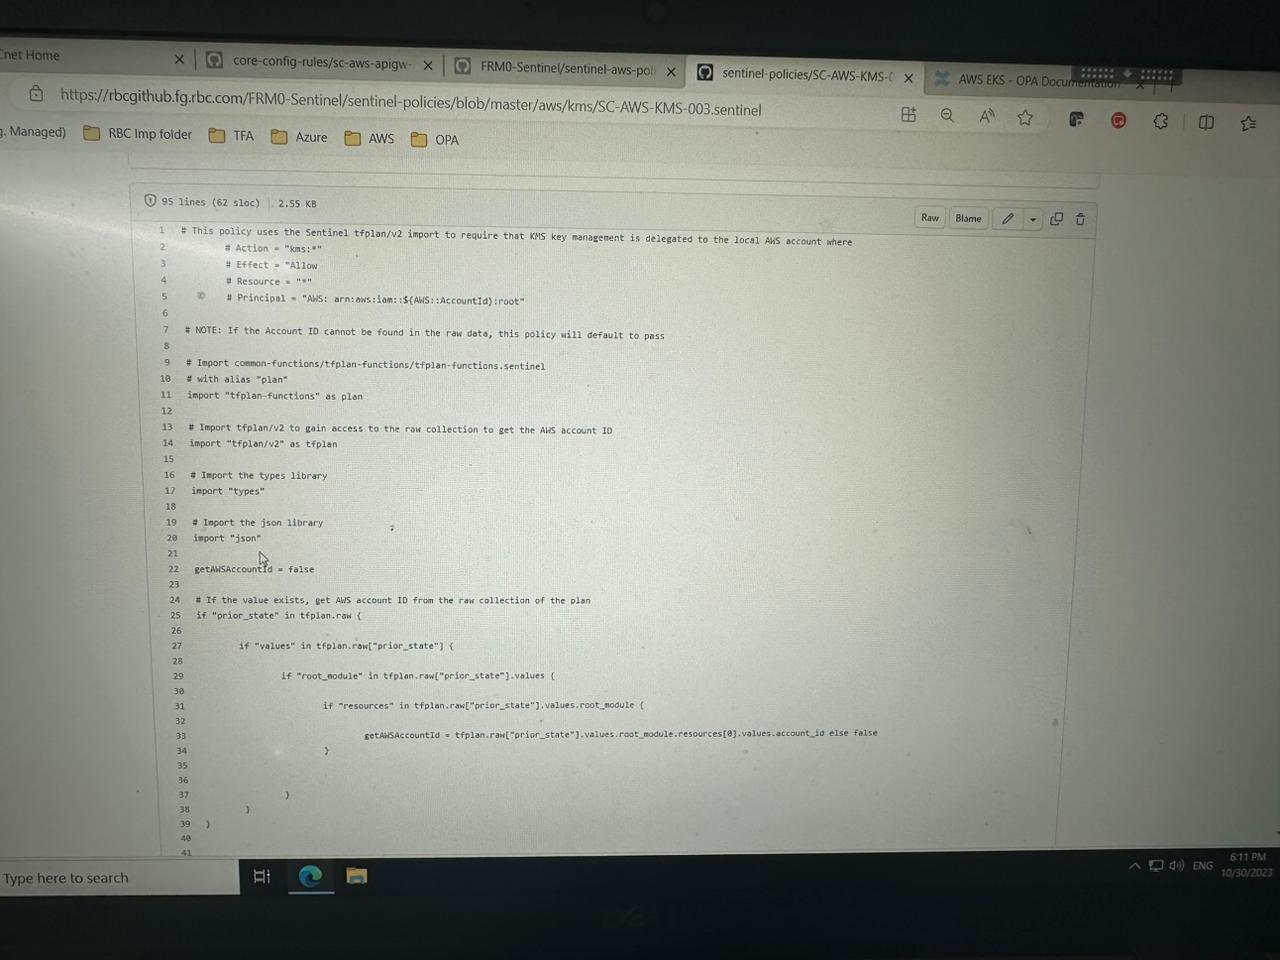 Cnet Home
core-config-rules/sc-aws-apigw-
FRM0-Sentinel/sentinel-aws-poli
sentinel-policies/SC-AWS-KMS-0
AWS EKS - OPA Documentation
https://rbcgithub.fg.rbc.com/FRM0-Sentinel/sentinel-policies/blob/master/aws/kms/SC-AWS-KMS-003.sentinel
g. Managed)
RBC Imp folder
TFA
Azure
AWS
OPA
95 lines (62 sloc) 2.55 KB
Raw
Blame
1 # This policy uses the Sentinel tfplan/v2 import to require that KMS key management is delegated to the local AWS account where
2 # Action = "kms:*"
3 # Effect = "Allow
4 # Resource = "*"
5 # Principal = "AWS: arn:aws:iam::${AWS::AccountId}:root"
6
7 # NOTE: If the Account ID cannot be found in the raw data, this policy will default to pass
8
9 # Import common-functions/tfplan-functions/tfplan-functions.sentinel
10 # with alias "plan"
11 import "tfplan-functions" as plan
12
13 # Import tfplan/v2 to gain access to the raw collection to get the AWS account ID
14 import "tfplan/v2" as tfplan
15
16 # Import the types library
17 import "types"
18
19 # Import the json library
20 import "json"
21
22 getAWSAccountId = false
23
24 # If the value exists, get AWS account ID from the raw collection of the plan
25 if "prior_state" in tfplan.raw {
26
27 if "values" in tfplan.raw["prior_state"] {
28
29 if "root_module" in tfplan.raw["prior_state"].values {
30
31 if "resources" in tfplan.raw["prior_state"].values.root_module {
32
33 getAWSAccountId = tfplan.raw["prior_state"].values.root_module.resources[0].values.account_id else false
34 }
35
36
37 }
38 }
39 }
40
41
Type here to search
ENG
6:11 PM
10/30/2023
DELL